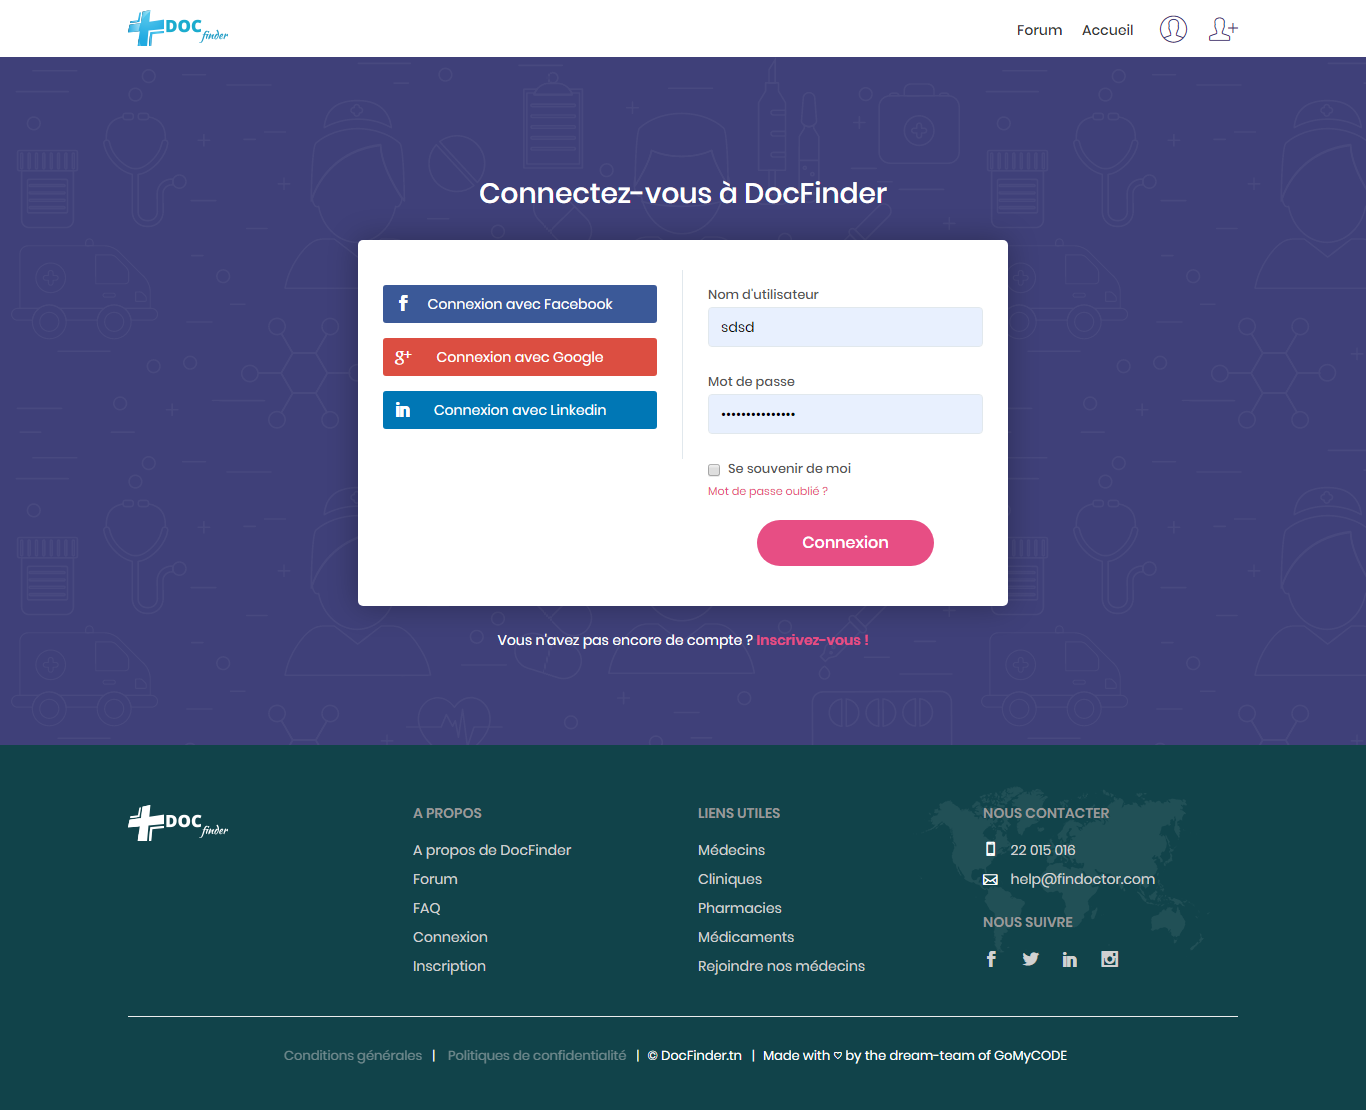 DOC finder
Forum
Accueil
Connectez-vous à DocFinder
Connexion avec Facebook
Connexion avec Google
Connexion avec Linkedin
Nom d'utilisateur
sdsd
Mot de passe
•••••••••••••••
Se souvenir de moi
Mot de passe oublié ?
Connexion
Vous n'avez pas encore de compte ? Inscrivez-vous !
DOC finder
A PROPOS
A propos de DocFinder
Forum
FAQ
Connexion
Inscription
LIENS UTILES
Médecins
Cliniques
Pharmacies
Médicaments
Rejoindre nos médecins
NOUS CONTACTER
22 015 016
help@findoctor.com
NOUS SUIVRE
Conditions générales | Politiques de confidentialité | © DocFinder.tn | Made with ♡ by the dream-team of GoMyCODE